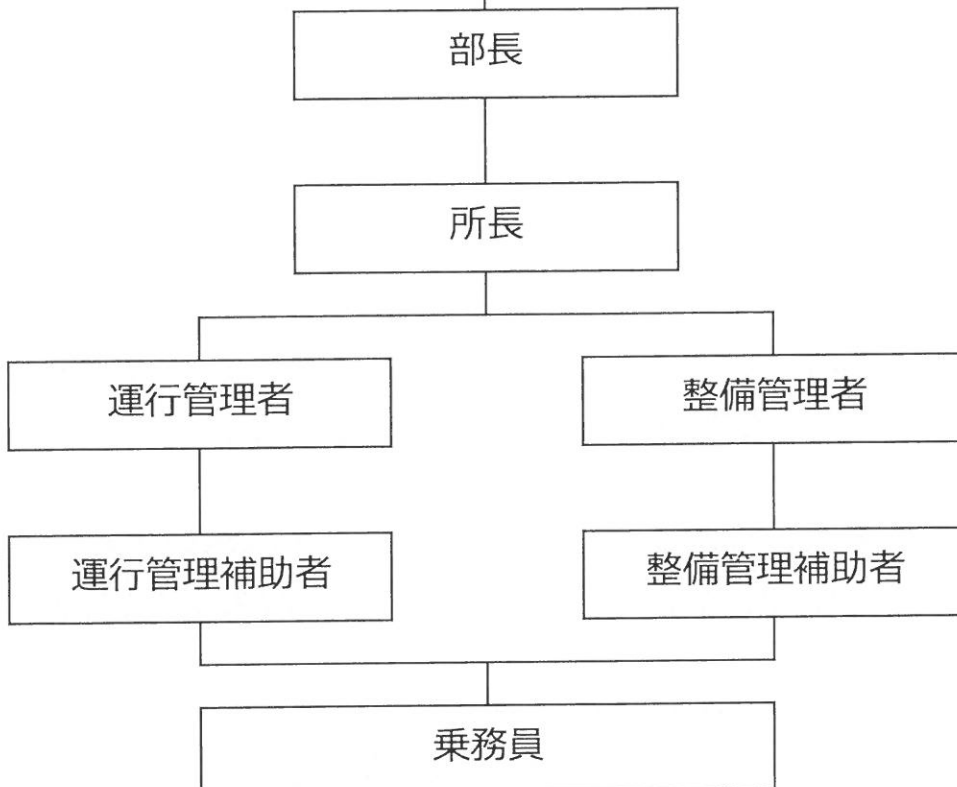 部長
所長
運行管理者
整備管理者
運行管理補助者
整備管理補助者
乗務員